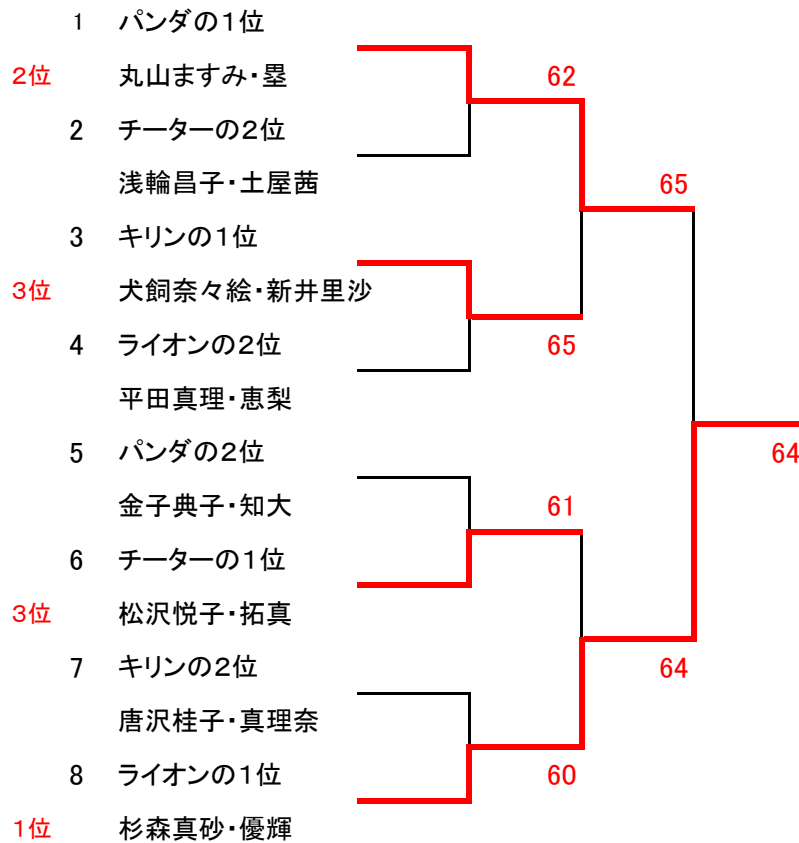 1 パンダの1位
2位 丸山ますみ・塁 62
2 チーターの2位
浅輪昌子・土屋茜 65
3 キリンの1位
3位 犬飼奈々絵・新井里沙
4 ライオンの2位 65
平田真理・恵梨
5 パンダの2位 64
金子典子・知大 61
6 チーターの1位
3位 松沢悦子・拓真
7 キリンの2位 64
唐沢桂子・真理奈
8 ライオンの1位 60
1位 杉森真砂・優輝